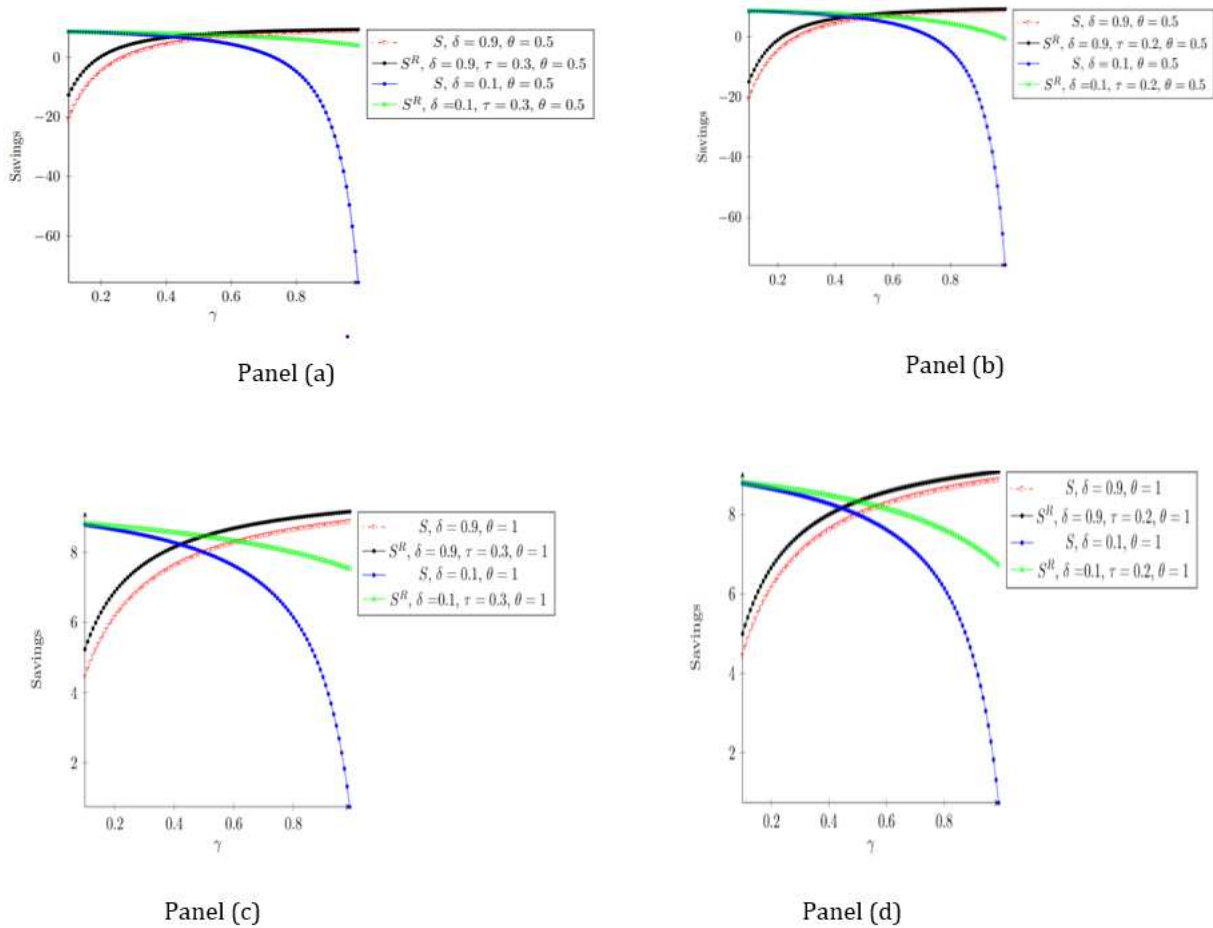 0
−20
−40
−60
0.2 0.4 0.6 0.8
γ
Savings
S, δ = 0.9, θ = 0.5
S^R, δ = 0.9, τ = 0.3, θ = 0.5
S, δ = 0.1, θ = 0.5
S^R, δ =0.1, τ = 0.3, θ = 0.5
Panel (a)
0
−20
−40
−60
0.2 0.4 0.6 0.8
γ
Savings
S, δ = 0.9, θ = 0.5
S^R, δ = 0.9, τ = 0.2, θ = 0.5
S, δ = 0.1, θ = 0.5
S^R, δ =0.1, τ = 0.2, θ = 0.5
Panel (b)
8
6
4
2
0.2 0.4 0.6 0.8
γ
Savings
S, δ = 0.9, θ = 1
S^R, δ = 0.9, τ = 0.3, θ = 1
S, δ = 0.1, θ = 1
S^R, δ =0.1, τ = 0.3, θ = 1
Panel (c)
8
6
4
2
0.2 0.4 0.6 0.8
γ
Savings
S, δ = 0.9, θ = 1
S^R, δ = 0.9, τ = 0.2, θ = 1
S, δ = 0.1, θ = 1
S^R, δ =0.1, τ = 0.2, θ = 1
Panel (d)